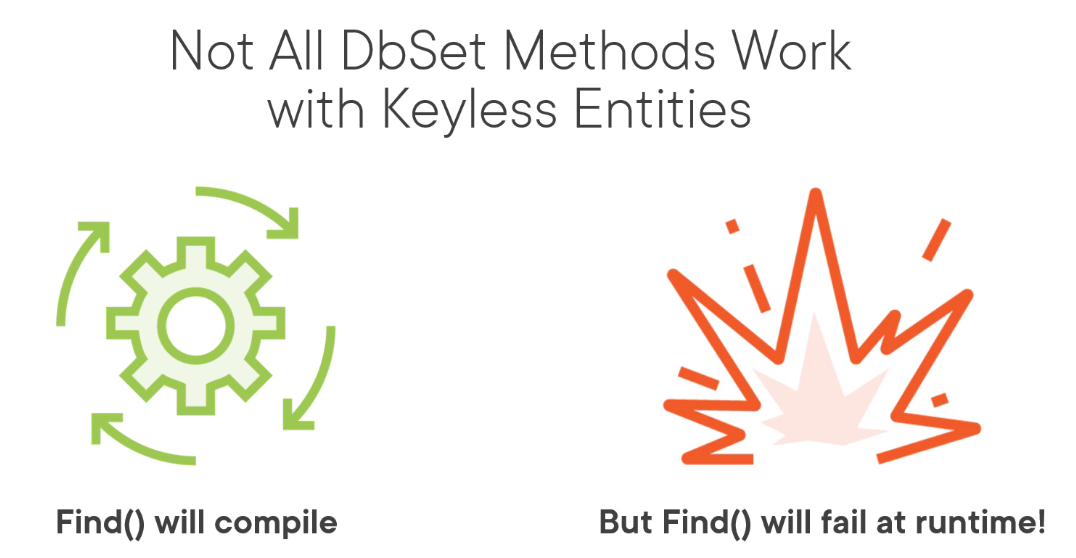 Not All DbSet Methods Work
with Keyless Entities
Find() will compile
But Find() will fail at runtime!